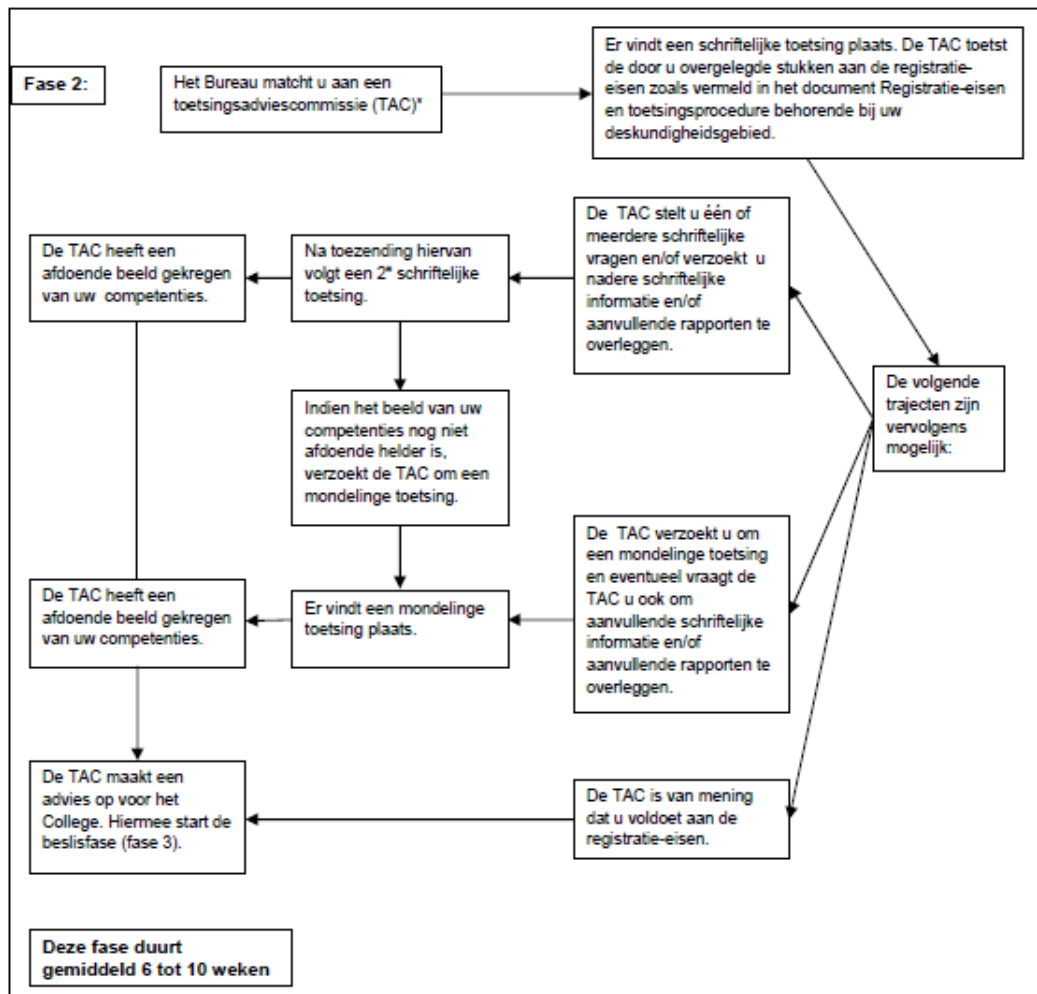 Fase 2:
Het Bureau matcht u aan een
toetsingsadviescommissie (TAC)*
Er vindt een schriftelijke toetsing plaats. De TAC toetst
de door u overgelegde stukken aan de registratie-
eisen zoals vermeld in het document Registratie-eisen
en toetsingsprocedure behorende bij uw
deskundigheidsgebied.
De TAC heeft een
afdoende beeld gekregen
van uw competenties.
Na toezending hiervan
volgt een 2e schriftelijke
toetsing.
De TAC stelt u één of
meerdere schriftelijke
vragen en/of verzoekt u
nadere schriftelijke
informatie en/of
aanvullende rapporten te
overleggen.
De volgende
trajecten zijn
vervolgens
mogelijk:
Indien het beeld van uw
competenties nog niet
afdoende helder is,
verzoekt de TAC om een
mondelinge toetsing.
De TAC heeft een
afdoende beeld gekregen
van uw competenties.
Er vindt een mondelinge
toetsing plaats.
De TAC verzoekt u om
een mondelinge toetsing
en eventueel vraagt de
TAC u ook om
aanvullende schriftelijke
informatie en/of
aanvullende rapporten te
overleggen.
De TAC maakt een
advies op voor het
College. Hiermee start de
beslisfase (fase 3).
De TAC is van mening
dat u voldoet aan de
registratie-eisen.
Deze fase duurt
gemiddeld 6 tot 10 weken